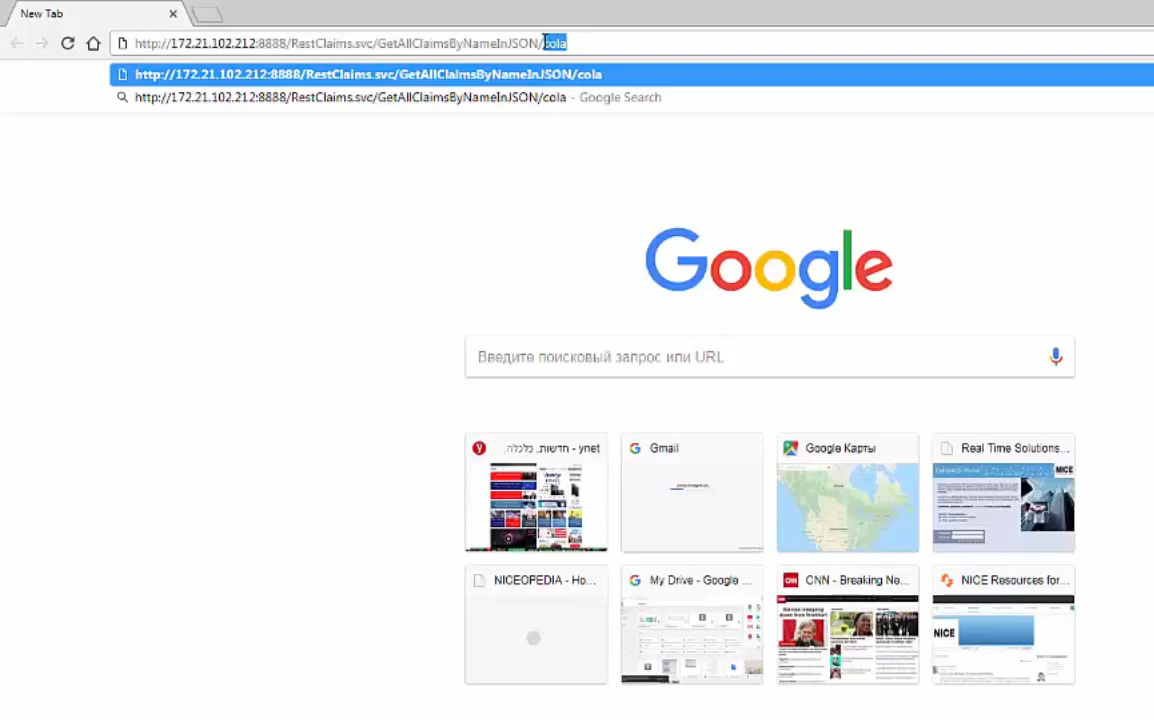 New Tab
http://172.21.102.212:8888/RestClaims.svc/GetAllClaimsByNameInJSON/cola
http://172.21.102.212:8888/RestClaims.svc/GetAllClaimsByNameInJSON/cola
http://172.21.102.212:8888/RestClaims.svc/GetAllClaimsByNameInJSON/cola - Google Search
Google
Введите поисковый запрос или URL
ynet - חדשות, כלכלה,...
Gmail
Google Карты
Real Time Solutions...
NICE
NICEOPEDIA - Ho...
My Drive - Google ...
CNN - Breaking Ne...
NICE Resources for...
NICE